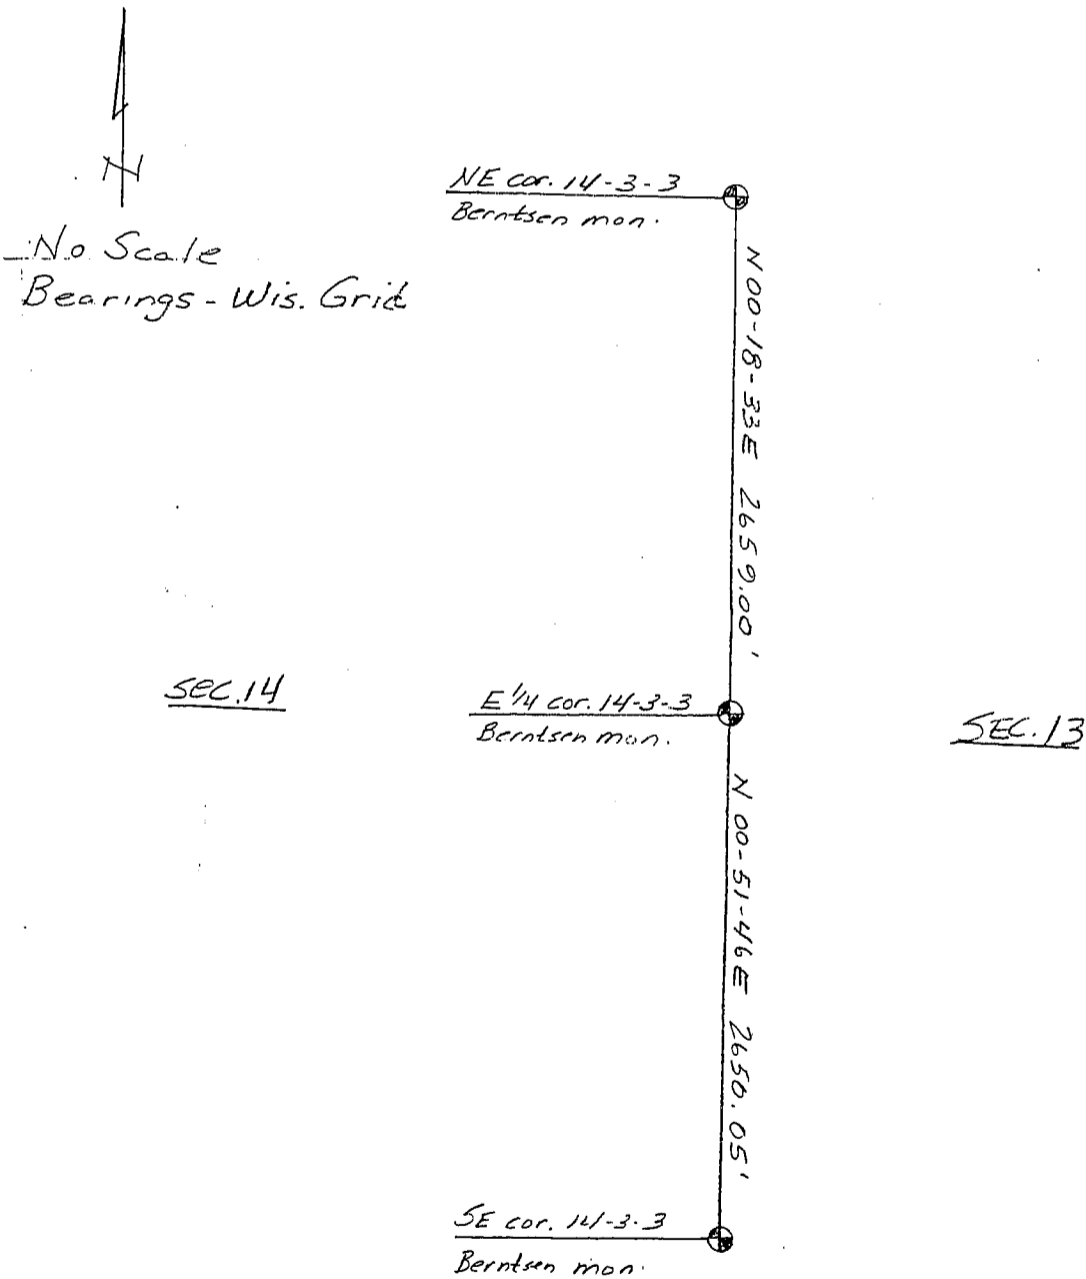 N
No Scale
Bearings - Wis. Grid
NE cor. 14-3-3
Berntsen mon.
N 00-18-33E 2659.00'
SEC. 14
E 1/4 cor. 14-3-3
Berntsen mon.
SEC. 13
N 00-51-46E 2650.05'
SE cor. 14-3-3
Berntsen mon.